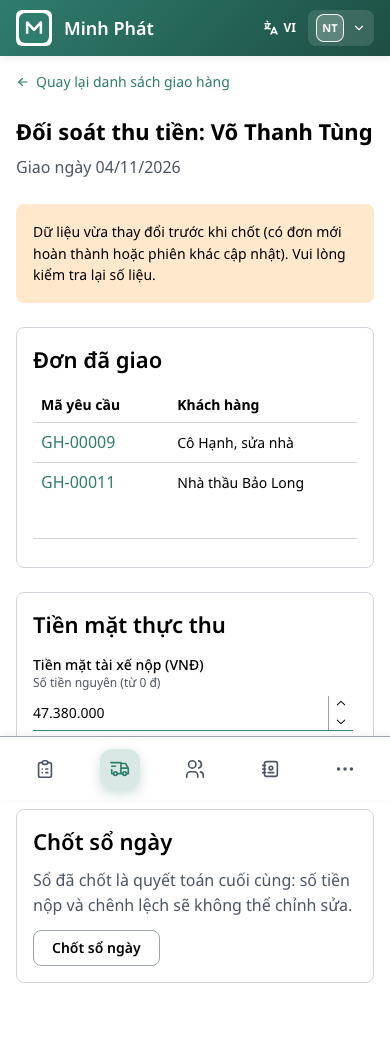 Minh Phát
VI
NT
Quay lại danh sách giao hàng
Đối soát thu tiền: Võ Thanh Tùng
Giao ngày 04/11/2026
Dữ liệu vừa thay đổi trước khi chốt (có đơn mới
hoàn thành hoặc phiên khác cập nhật). Vui lòng
kiểm tra lại số liệu.
Đơn đã giao
Mã yêu cầu Khách hàng
GH-00009 Cô Hạnh, sửa nhà
GH-00011 Nhà thầu Bảo Long
Tiền mặt thực thu
Tiền mặt tài xế nộp (VNĐ)
Số tiền nguyên (từ 0 đ)
47.380.000
Chốt sổ ngày
Sổ đã chốt là quyết toán cuối cùng: số tiền
nộp và chênh lệch sẽ không thể chỉnh sửa.
Chốt sổ ngày